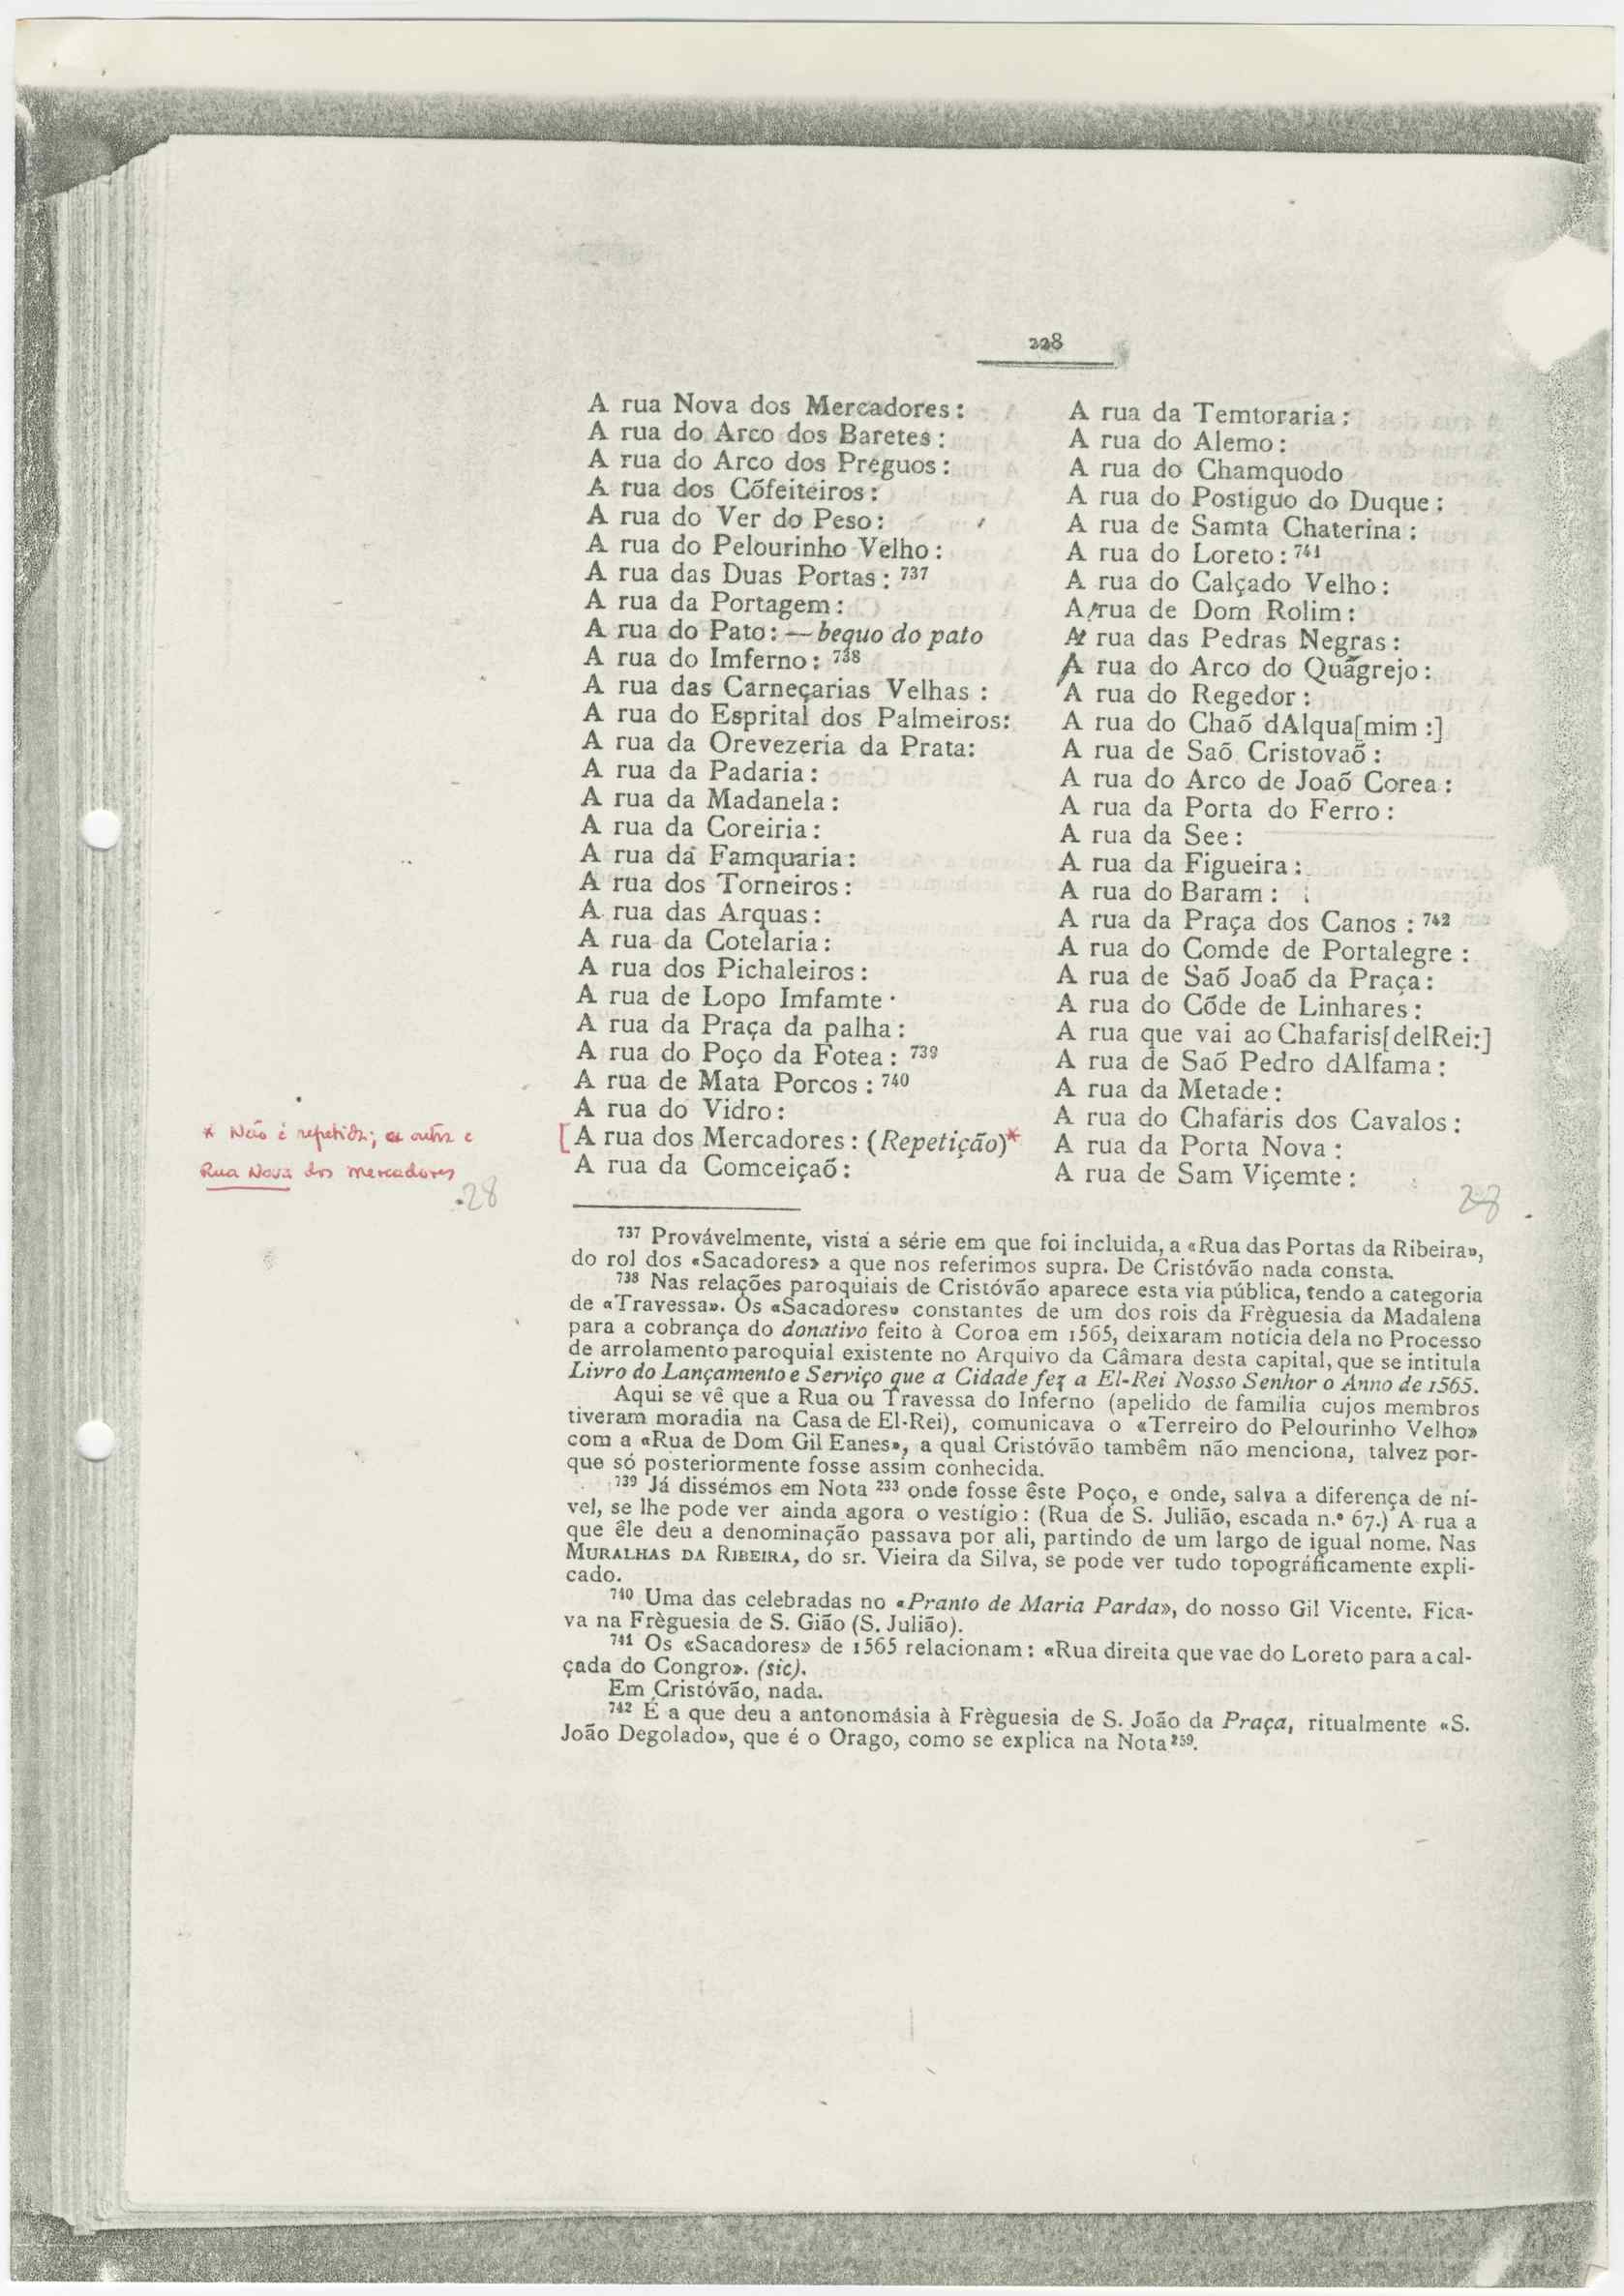 228
A rua Nova dos Mercadores:
A rua do Arco dos Baretes:
A rua do Arco dos Preguos:
A rua dos Cõfeiteiros:
A rua do Ver do Peso:
A rua do Pelourinho Velho:
A rua das Duas Portas: 737
A rua da Portagem:
A rua do Pato: — bequo do pato
A rua do Imferno: 738
A rua das Carneçarias Velhas :
A rua do Esprital dos Palmeiros:
A rua da Orevezeria da Prata:
A rua da Padaria:
A rua da Madanela:
A rua da Coreiria:
A rua da Famquaria:
A rua dos Torneiros:
A rua das Arquas:
A rua da Cotelaria:
A rua dos Pichaleiros:
A rua de Lopo Imfamte ·
A rua da Praça da palha:
A rua do Poço da Fotea: 739
A rua de Mata Porcos : 740
A rua do Vidro:
[A rua dos Mercadores: (Repetição)*
A rua da Comceiçaõ:
* Não é repetida; a outra é
Rua Nova dos mercadores
28
A rua da Temtoraria:
A rua do Alemo:
A rua do Chamquodo
A rua do Postiguo do Duque:
A rua de Samta Chaterina:
A rua do Loreto: 741
A rua do Calçado Velho:
A rua de Dom Rolim:
A rua das Pedras Negras:
A rua do Arco do Quãgrejo:
A rua do Regedor:
A rua do Chaõ dAlqua[mim :]
A rua de Saõ Cristovaõ:
A rua do Arco de Joaõ Corea:
A rua da Porta do Ferro:
A rua da See:
A rua da Figueira:
A rua do Baram:
A rua da Praça dos Canos : 742
A rua do Comde de Portalegre :
A rua de Saõ Joaõ da Praça:
A rua do Cõde de Linhares:
A rua que vai ao Chafaris[delRei:]
A rua de Saõ Pedro dAlfama:
A rua da Metade:
A rua do Chafaris dos Cavalos:
A rua da Porta Nova:
A rua de Sam Viçemte:
28
737 Provávelmente, vista a série em que foi incluida, a «Rua das Portas da Ribeira»,
do rol dos «Sacadores» a que nos referimos supra. De Cristóvão nada consta.
738 Nas relações paroquiais de Cristóvão aparece esta via pública, tendo a categoria
de «Travessa». Os «Sacadores» constantes de um dos rois da Frèguesia da Madalena
para a cobrança do donativo feito à Coroa em 1565, deixaram notícia dela no Processo
de arrolamento paroquial existente no Arquivo da Câmara desta capital, que se intitula
Livro do Lançamento e Serviço que a Cidade fez a El-Rei Nosso Senhor o Anno de 1565.
Aqui se vê que a Rua ou Travessa do Inferno (apelido de família cujos membros
tiveram moradia na Casa de El-Rei), comunicava o «Terreiro do Pelourinho Velho»
com a «Rua de Dom Gil Eanes», a qual Cristóvão tambêm não menciona, talvez por-
que só posteriormente fosse assim conhecida.
739 Já dissémos em Nota 233 onde fosse êste Poço, e onde, salva a diferença de ní-
vel, se lhe pode ver ainda agora o vestígio: (Rua de S. Julião, escada n.º 67.) A rua a
que êle deu a denominação passava por ali, partindo de um largo de igual nome. Nas
MURALHAS DA RIBEIRA, do sr. Vieira da Silva, se pode ver tudo topográficamente expli-
cado.
740 Uma das celebradas no «Pranto de Maria Parda», do nosso Gil Vicente. Fica-
va na Frèguesia de S. Gião (S. Julião).
741 Os «Sacadores» de 1565 relacionam: «Rua direita que vae do Loreto para a cal-
çada do Congro». (sic).
Em Cristóvão, nada.
742 É a que deu a antonomásia à Frèguesia de S. João da Praça, ritualmente «S.
João Degolado», que é o Orago, como se explica na Nota 259.